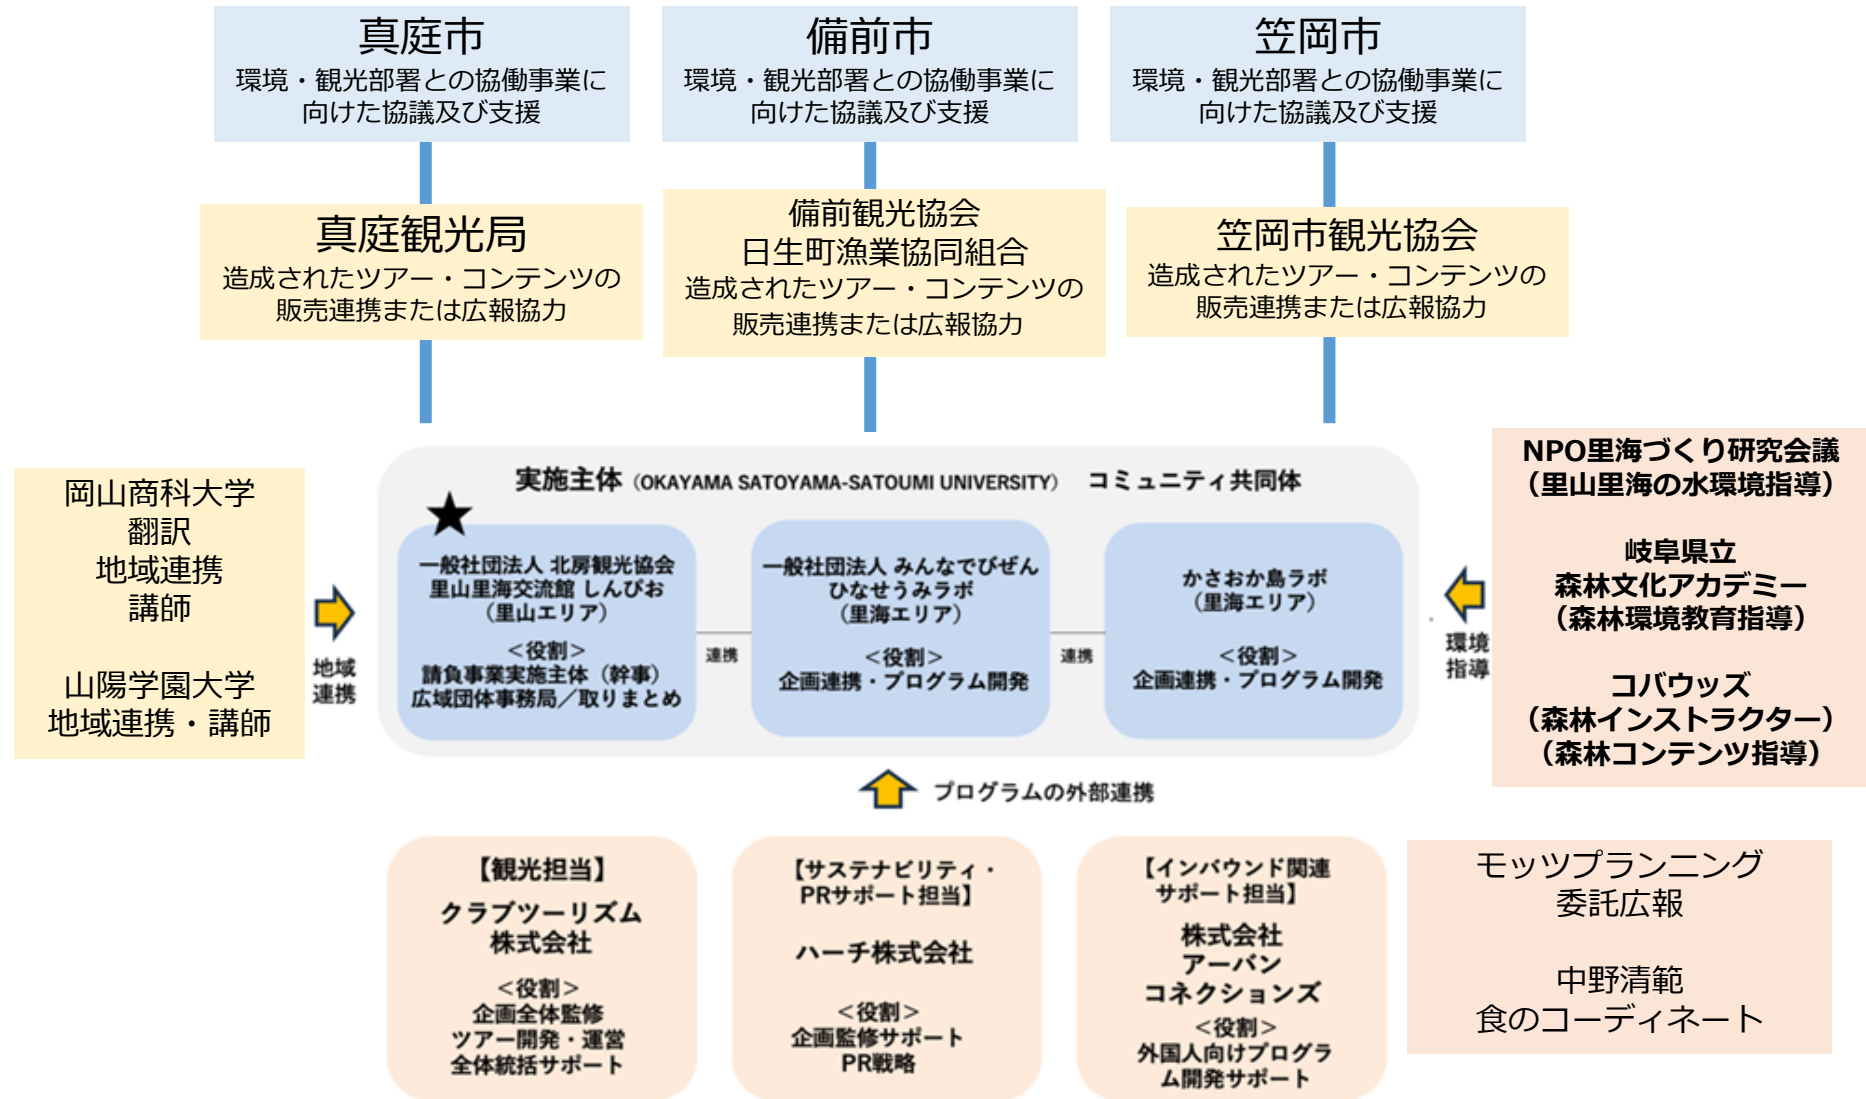 真庭市
環境・観光部署との協働事業に
向けた協議及び支援
備前市
環境・観光部署との協働事業に
向けた協議及び支援
笠岡市
環境・観光部署との協働事業に
向けた協議及び支援
真庭観光局
造成されたツアー・コンテンツの
販売連携または広報協力
備前観光協会
日生町漁業協同組合
造成されたツアー・コンテンツの
販売連携または広報協力
笠岡市観光協会
造成されたツアー・コンテンツの
販売連携または広報協力
岡山商科大学
翻訳
地域連携
講師
山陽学園大学
地域連携・講師
地域
連携
実施主体（OKAYAMA SATOYAMA-SATOUMI UNIVERSITY） コミュニティ共同体
一般社団法人 北房観光協会
里山里海交流館 しんぴお
（里山エリア）
＜役割＞
請負事業実施主体（幹事）
広域団体事務局／取りまとめ
連携
一般社団法人 みんなでびぜん
ひなせうみラボ
（里海エリア）
＜役割＞
企画連携・プログラム開発
連携
かさおか島ラボ
（里海エリア）
＜役割＞
企画連携・プログラム開発
環境
指導
NPO里海づくり研究会議
（里山里海の水環境指導）
岐阜県立
森林文化アカデミー
（森林環境教育指導）
コバウッズ
（森林インストラクター）
（森林コンテンツ指導）
プログラムの外部連携
【観光担当】
クラブツーリズム
株式会社
＜役割＞
企画全体監修
ツアー開発・運営
全体統括サポート
【サステナビリティ・
PRサポート担当】
ハーチ株式会社
＜役割＞
企画監修サポート
PR戦略
【インバウンド関連
サポート担当】
株式会社
アーバン
コネクションズ
＜役割＞
外国人向けプログラ
ム開発サポート
モッツプランニング
委託広報
中野清範
食のコーディネート